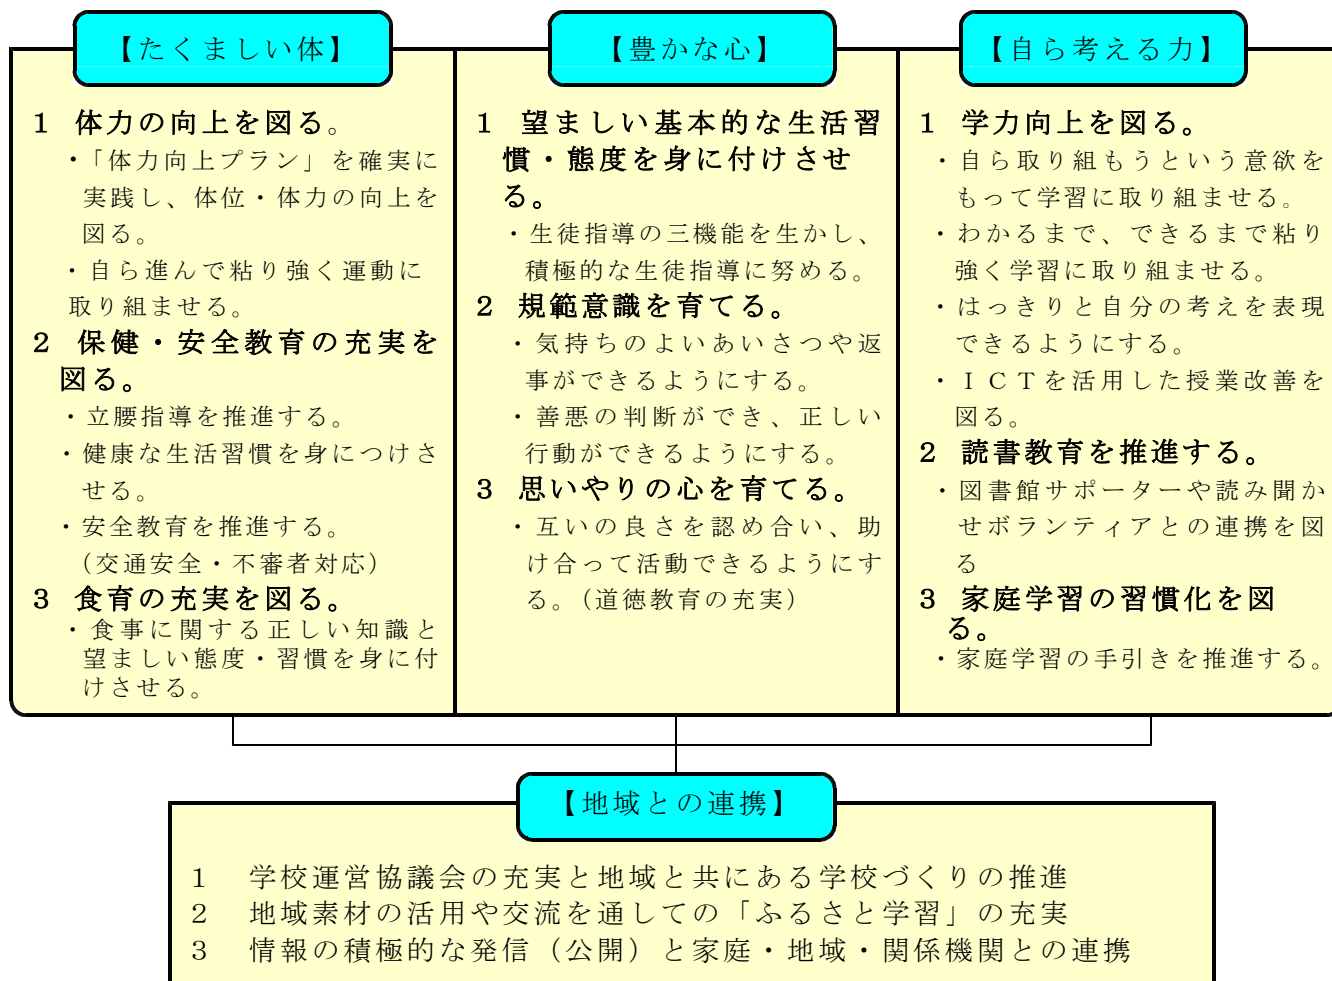 【たくましい体】
1 体力の向上を図る。
・「体力向上プラン」を確実に
実践し、体位・体力の向上を
図る。
・自ら進んで粘り強く運動に
取り組ませる。
2 保健・安全教育の充実を
図る。
・立腰指導を推進する。
・健康な生活習慣を身につけさ
せる。
・安全教育を推進する。
（交通安全・不審者対応）
3 食育の充実を図る。
・食事に関する正しい知識と
望ましい態度・習慣を身に付
けさせる。
【豊かな心】
1 望ましい基本的な生活習
慣・態度を身に付けさせ
る。
・生徒指導の三機能を生かし、
積極的な生徒指導に努める。
2 規範意識を育てる。
・気持ちのよいあいさつや返
事ができるようにする。
・善悪の判断ができ、正しい
行動ができるようにする。
3 思いやりの心を育てる。
・互いの良さを認め合い、助
け合って活動できるようにす
る。（道徳教育の充実）
【自ら考える力】
1 学力向上を図る。
・自ら取り組もうという意欲を
もって学習に取り組ませる。
・わかるまで、できるまで粘り
強く学習に取り組ませる。
・はっきりと自分の考えを表現
できるようにする。
・ＩＣＴを活用した授業改善を
図る。
2 読書教育を推進する。
・図書館サポーターや読み聞か
せボランティアとの連携を図
る
3 家庭学習の習慣化を図
る。
・家庭学習の手引きを推進する。
【地域との連携】
1 学校運営協議会の充実と地域と共にある学校づくりの推進
2 地域素材の活用や交流を通しての「ふるさと学習」の充実
3 情報の積極的な発信（公開）と家庭・地域・関係機関との連携